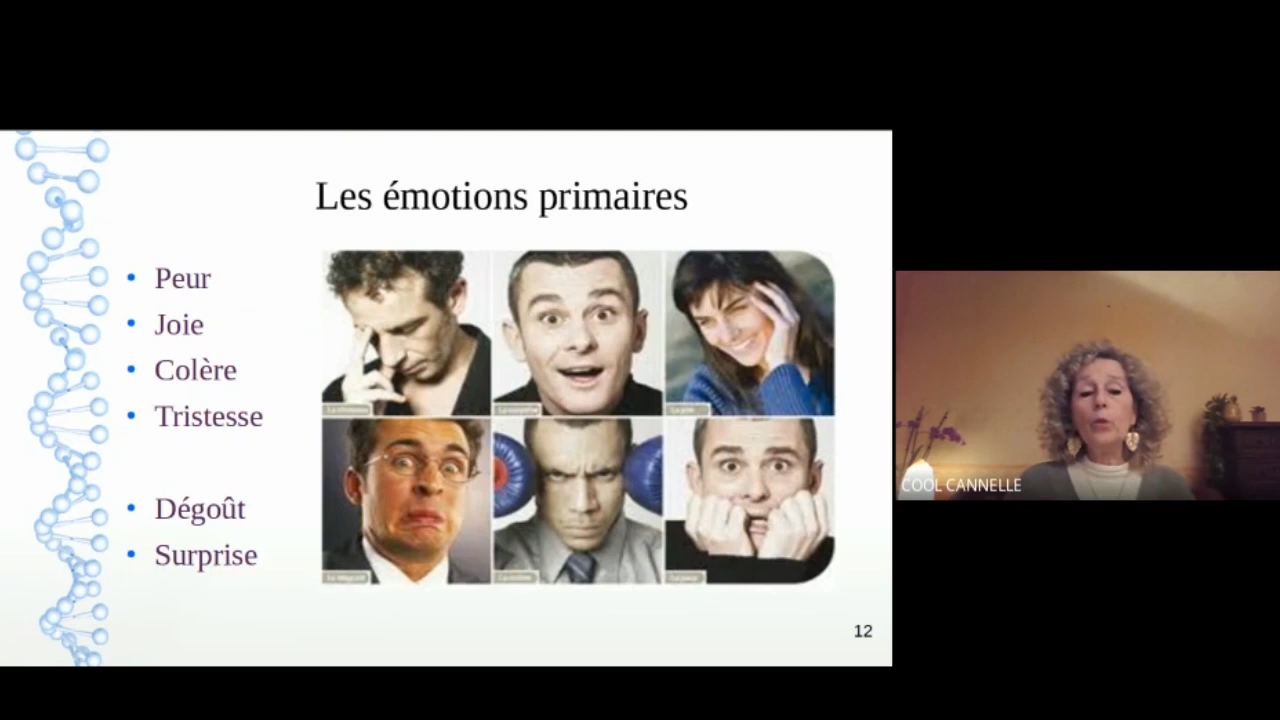 Les émotions primaires
Peur
Joie
Colère
Tristesse
Dégoût
Surprise
12
COOL CANNELLE